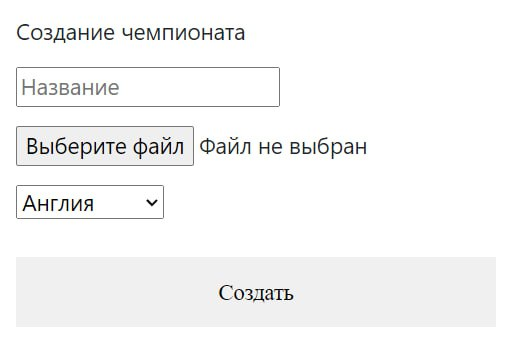 Создание чемпионата
Название
Выберите файл Файл не выбран
Англия
Создать